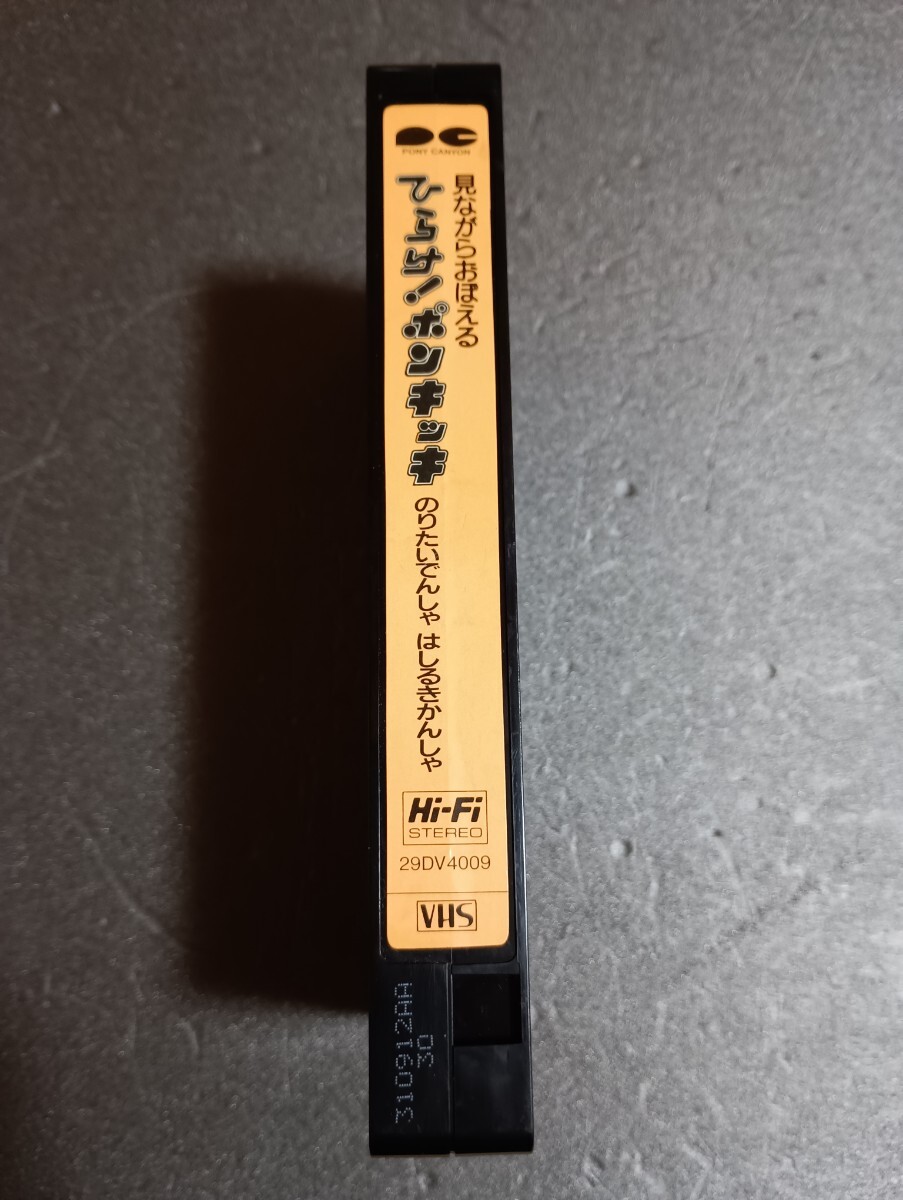 PONY CANYON
見ながらおぼえる
ひらけ!ポンキッキ
のりたいでんしゃ はしるきかんしゃ
Hi-Fi
STEREO
29DV4009
VHS
310912AA
30